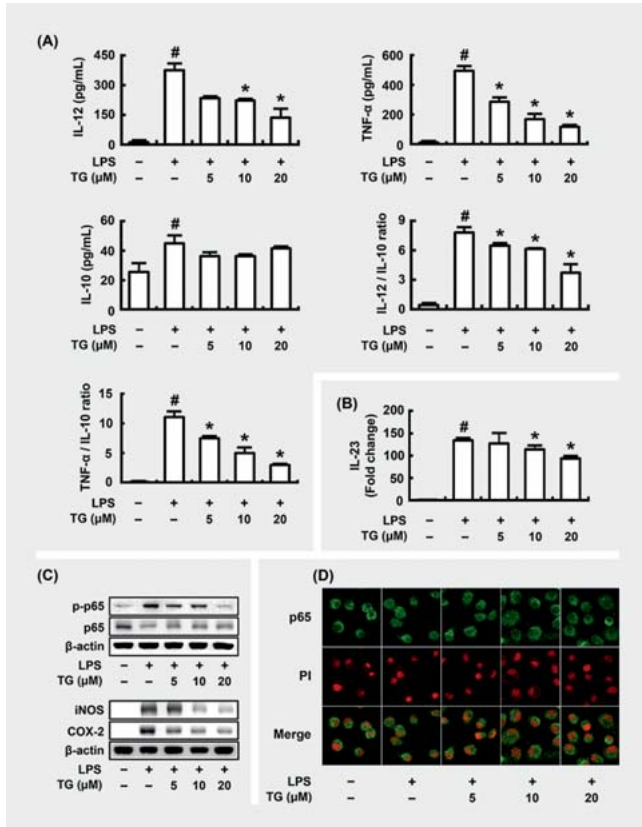 (A)
450
300
150
0
IL-12 (pg/mL)
# * *
LPS – + + + +
TG (µM) – – 5 10 20
600
400
200
0
TNF-α (pg/mL)
# * * *
LPS – + + + +
TG (µM) – – 5 10 20
60
40
20
0
IL-10 (pg/mL)
#
LPS – + + + +
TG (µM) – – 5 10 20
9
6
3
0
IL-12 / IL-10 ratio
# * * *
LPS – + + + +
TG (µM) – – 5 10 20
15
10
5
0
TNF-α / IL-10 ratio
# * * *
LPS – + + + +
TG (µM) – – 5 10 20
(B)
200
150
100
50
0
IL-23
(Fold change)
# * *
LPS – + + + +
TG (µM) – – 5 10 20
(C)
p-p65
p65
β-actin
LPS – + + + +
TG (µM) – – 5 10 20
iNOS
COX-2
β-actin
LPS – + + + +
TG (µM) – – 5 10 20
(D)
p65
PI
Merge
LPS – + + + +
TG (µM) – – 5 10 20